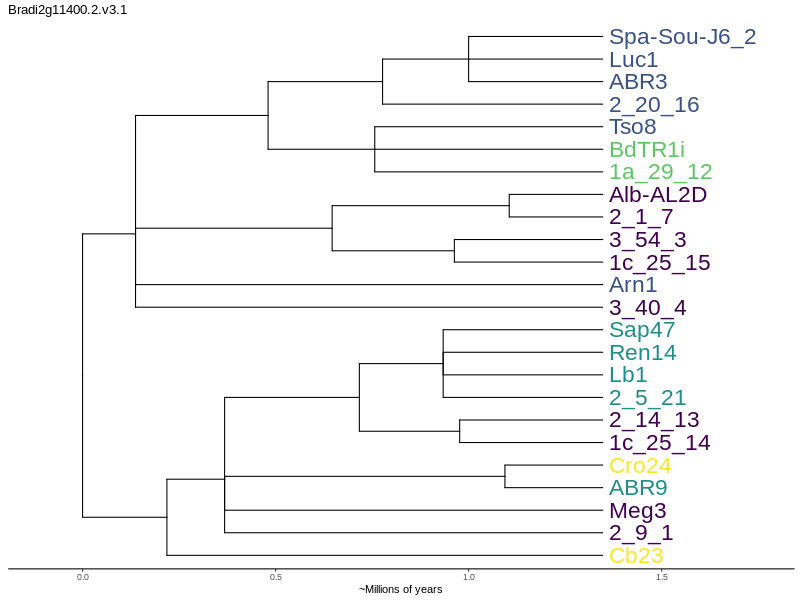 Bradi2g11400.2.v3.1
Spa-Sou-J6_2
Luc1
ABR3
2_20_16
Tso8
BdTR1i
1a_29_12
Alb-AL2D
2_1_7
3_54_3
1c_25_15
Arn1
3_40_4
Sap47
Ren14
Lb1
2_5_21
2_14_13
1c_25_14
Cro24
ABR9
Meg3
2_9_1
Cb23
0.0 0.5 1.0 1.5
~Millions of years